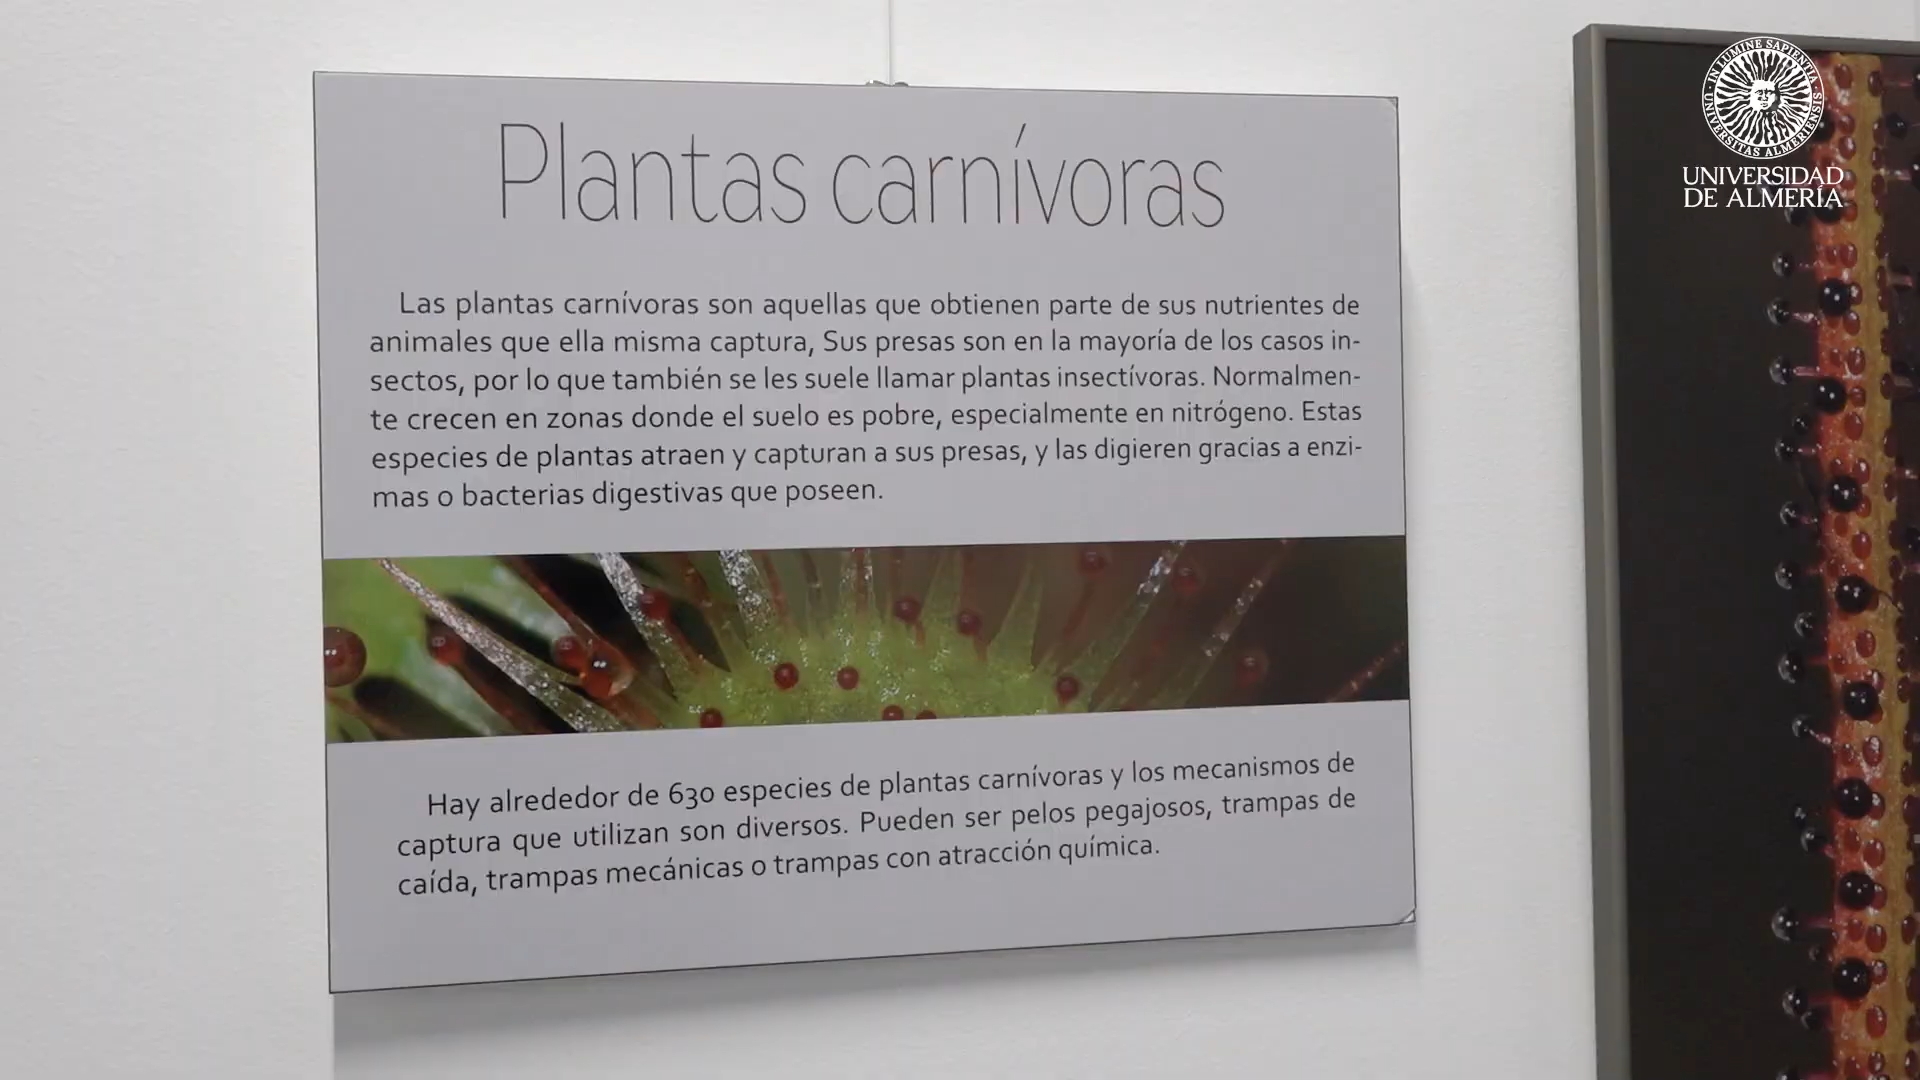 Plantas carnívoras
Las plantas carnívoras son aquellas que obtienen parte de sus nutrientes de
animales que ella misma captura, Sus presas son en la mayoría de los casos in-
sectos, por lo que también se les suele llamar plantas insectívoras. Normalmen-
te crecen en zonas donde el suelo es pobre, especialmente en nitrógeno. Estas
especies de plantas atraen y capturan a sus presas, y las digieren gracias a enzi-
mas o bacterias digestivas que poseen.
Hay alrededor de 630 especies de plantas carnívoras y los mecanismos de
captura que utilizan son diversos. Pueden ser pelos pegajosos, trampas de
caída, trampas mecánicas o trampas con atracción química.
IN LUMINE SAPIENTIA
UNIVERSITAS ALMERIENSIS
UNIVERSIDAD
DE ALMERÍA